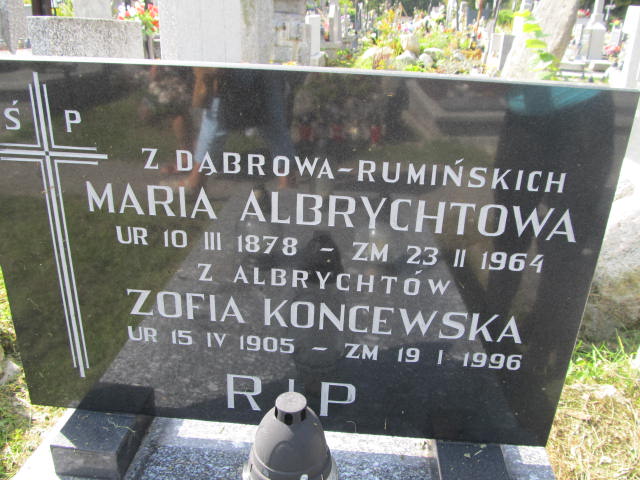 Ś P
Z DĄBROWA-RUMIŃSKICH
MARIA ALBRYCHTOWA
UR 10 III 1878 - ZM 23 II 1964
Z ALBRYCHTÓW
ZOFIA KONCEWSKA
UR 15 IV 1905 - ZM 19 I 1996
R I P